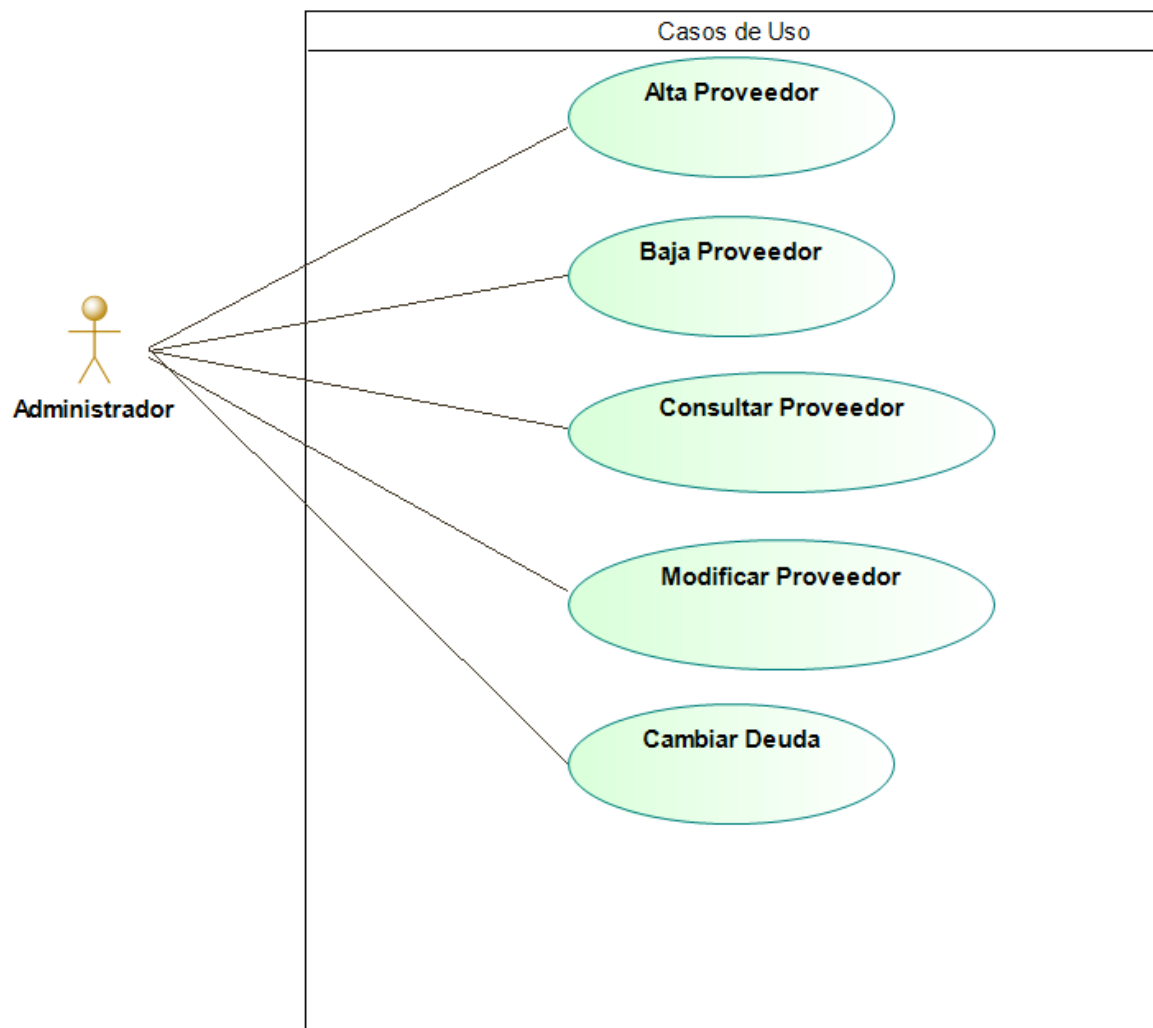 Casos de Uso
Alta Proveedor
Baja Proveedor
Administrador
Consultar Proveedor
Modificar Proveedor
Cambiar Deuda